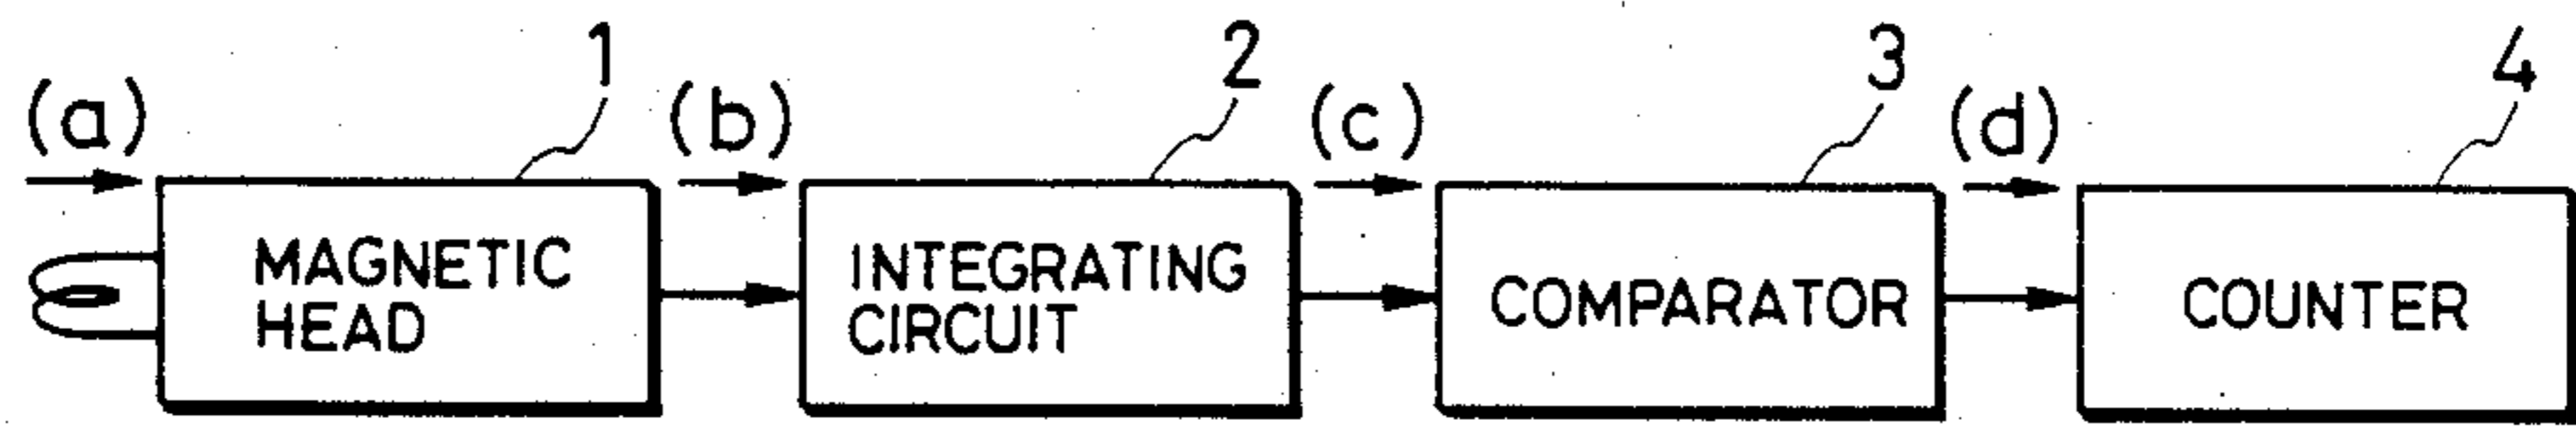 1 2 3 4
(a) (b) (c) (d)
MAGNETIC
HEAD
INTEGRATING
CIRCUIT
COMPARATOR
COUNTER